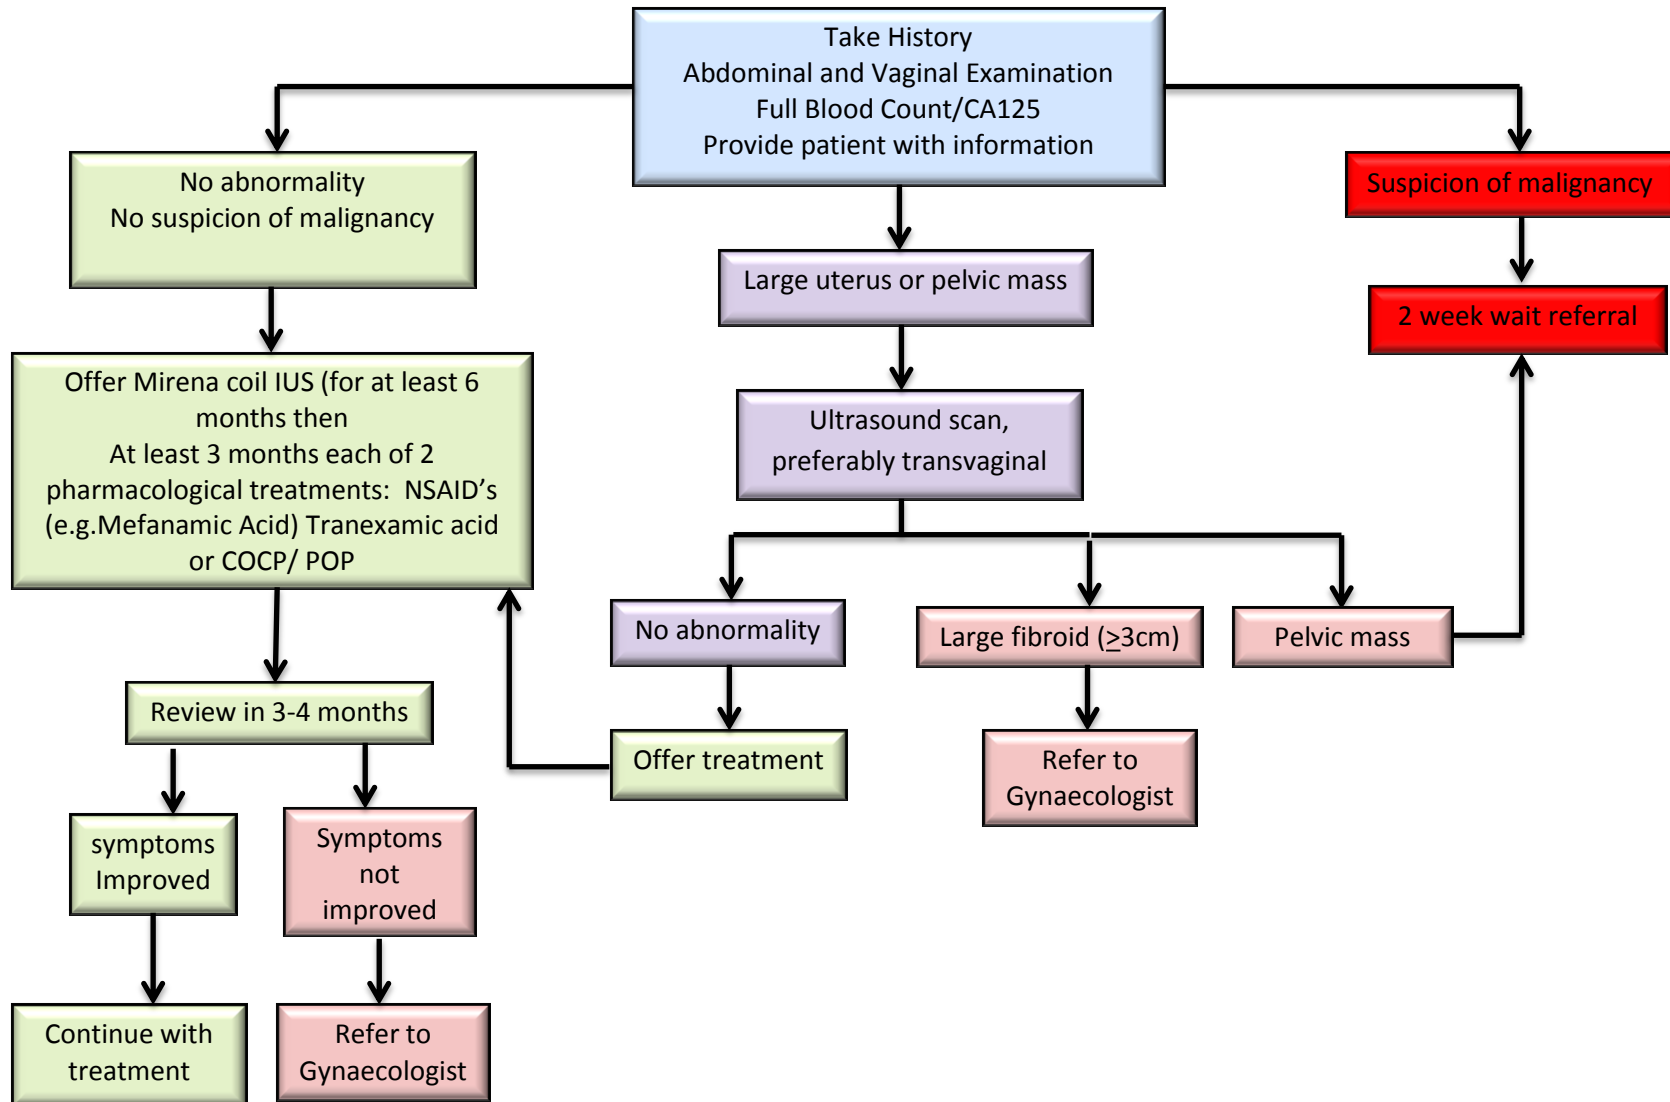 Take History
Abdominal and Vaginal Examination
Full Blood Count/CA125
Provide patient with information
No abnormality
No suspicion of malignancy
Suspicion of malignancy
Large uterus or pelvic mass
2 week wait referral
Offer Mirena coil IUS (for at least 6
months then
At least 3 months each of 2
pharmacological treatments:  NSAID’s
(e.g.Mefanamic Acid) Tranexamic acid
or COCP/ POP
Ultrasound scan,
preferably transvaginal
No abnormality
Large fibroid (≥3cm)
Pelvic mass
Review in 3-4 months
Offer treatment
Refer to
Gynaecologist
symptoms
Improved
Symptoms
not
improved
Continue with
treatment
Refer to
Gynaecologist